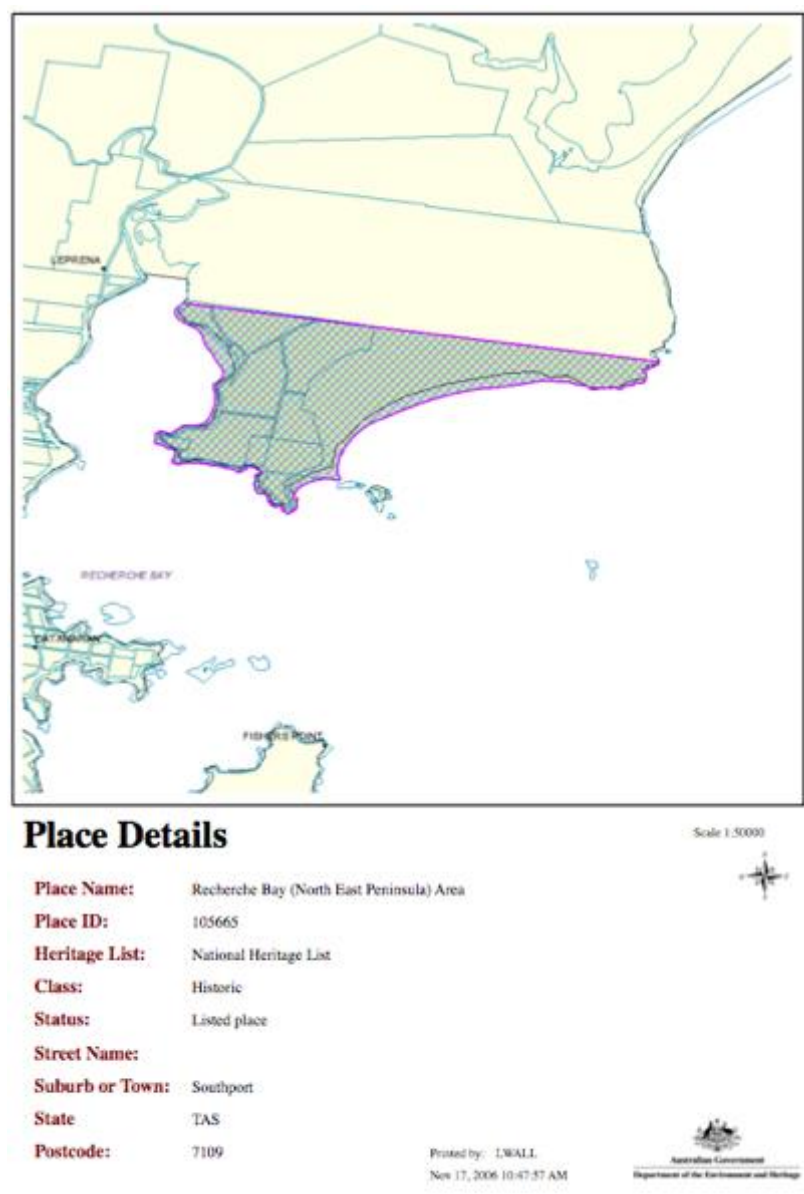 LEPRENA
RECHERCHE BAY
CATAMARAN
FISHERS POINT
Place Details
Scale 1:50000
Place Name: Recherche Bay (North East Peninsula) Area
Place ID: 105665
Heritage List: National Heritage List
Class: Historic
Status: Listed place
Street Name:
Suburb or Town: Southport
State TAS
Postcode: 7109
Printed by: LWALL
Nov 17, 2006 10:47:57 AM
Australian Government
Department of the Environment and Heritage